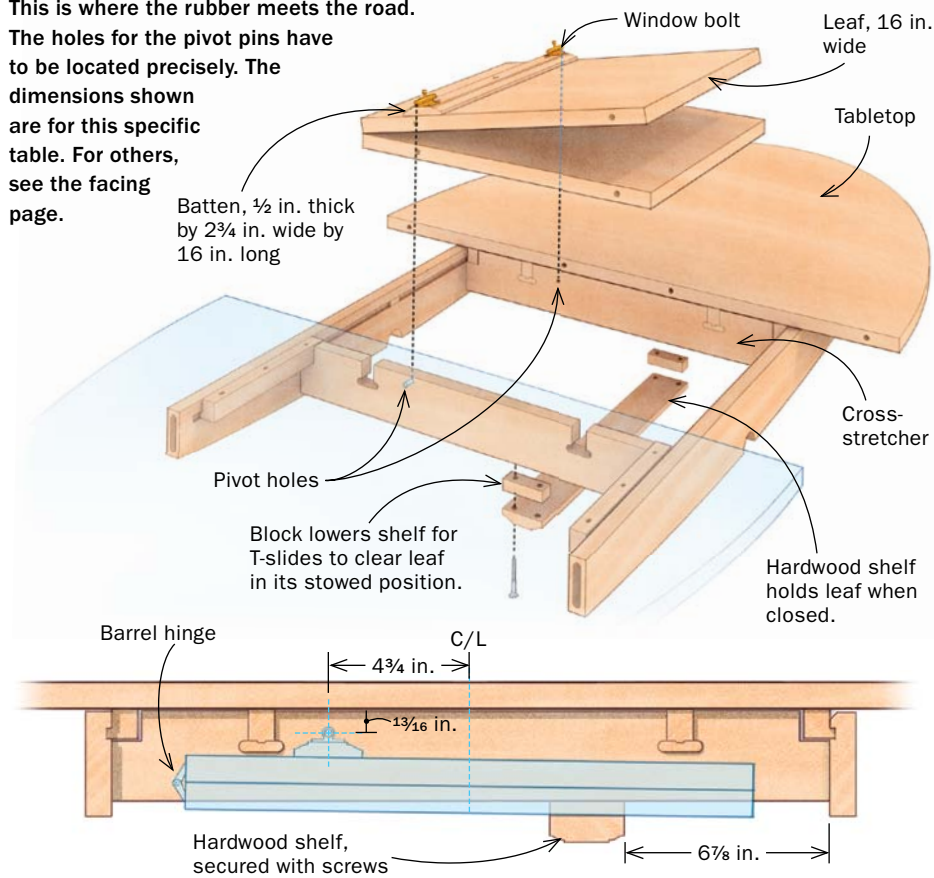 This is where the rubber meets the road.
The holes for the pivot pins have
to be located precisely. The
dimensions shown
are for this specific
table. For others,
see the facing
page.
Window bolt
Leaf, 16 in.
wide
Tabletop
Batten, ½ in. thick
by 2¾ in. wide by
16 in. long
Cross-
stretcher
Pivot holes
Block lowers shelf for
T-slides to clear leaf
in its stowed position.
Hardwood shelf
holds leaf when
closed.
Barrel hinge
C/L
4¾ in.
13⁄16 in.
Hardwood shelf,
secured with screws
6⅞ in.